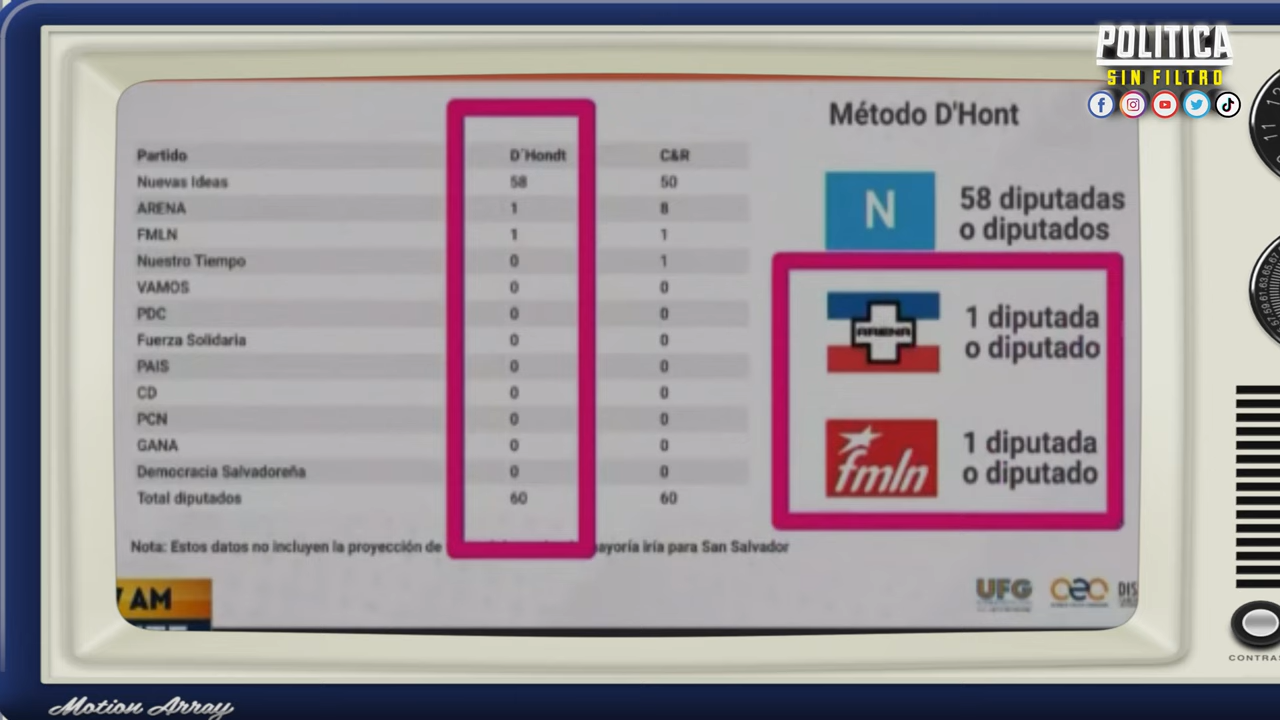 POLITICA
SIN FILTRO
Método D'Hont
Partido D´Hondt C&R
Nuevas Ideas 58 50
ARENA 1 8
FMLN 1 1
Nuestro Tiempo 0 1
VAMOS 0 0
PDC 0 0
Fuerza Solidaria 0 0
PAIS 0 0
CD 0 0
PCN 0 0
GANA 0 0
Democracia Salvadoreña 0 0
Total diputados 60 60
N
58 diputadas
o diputados
ARENA
1 diputada
o diputado
fmln
1 diputada
o diputado
Nota: Estos datos no incluyen la proyección de ayoría iría para San Salvador
AM
UFG
DIS
CONTRAS
Motion Array